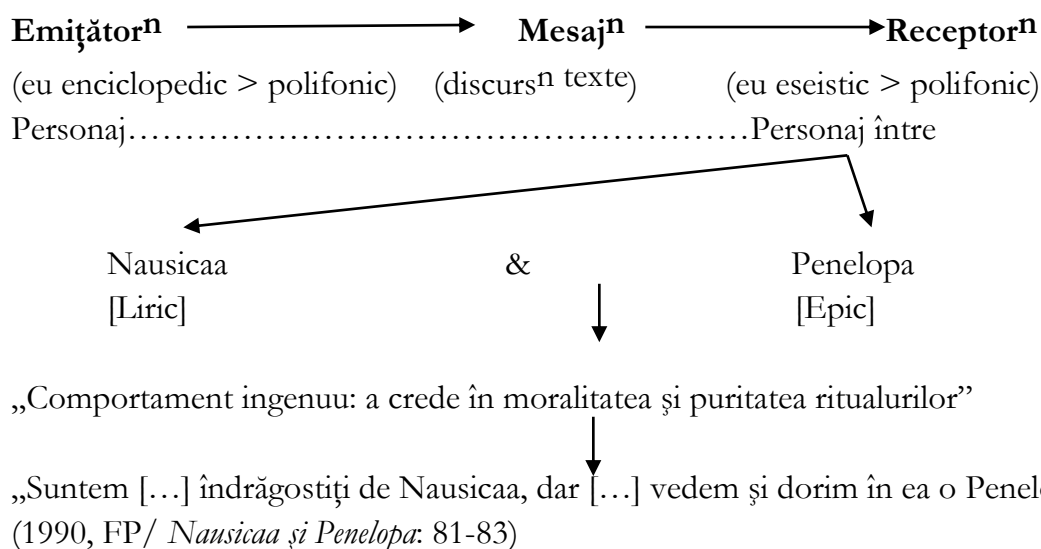 Emiţătorⁿ Mesajⁿ Receptorⁿ
(eu enciclopedic > polifonic) (discursⁿ ᵗᵉˣᵗᵉ) (eu eseistic > polifonic)
Personaj……………………………………………………Personaj între
Nausicaa & Penelopa
[Liric] [Epic]
„Comportament ingenuu: a crede în moralitatea şi puritatea ritualurilor”
„Suntem […] îndrăgostiţi de Nausicaa, dar […] vedem şi dorim în ea o
(1990, FP/ Nausicaa și Penelopa: 81-83)